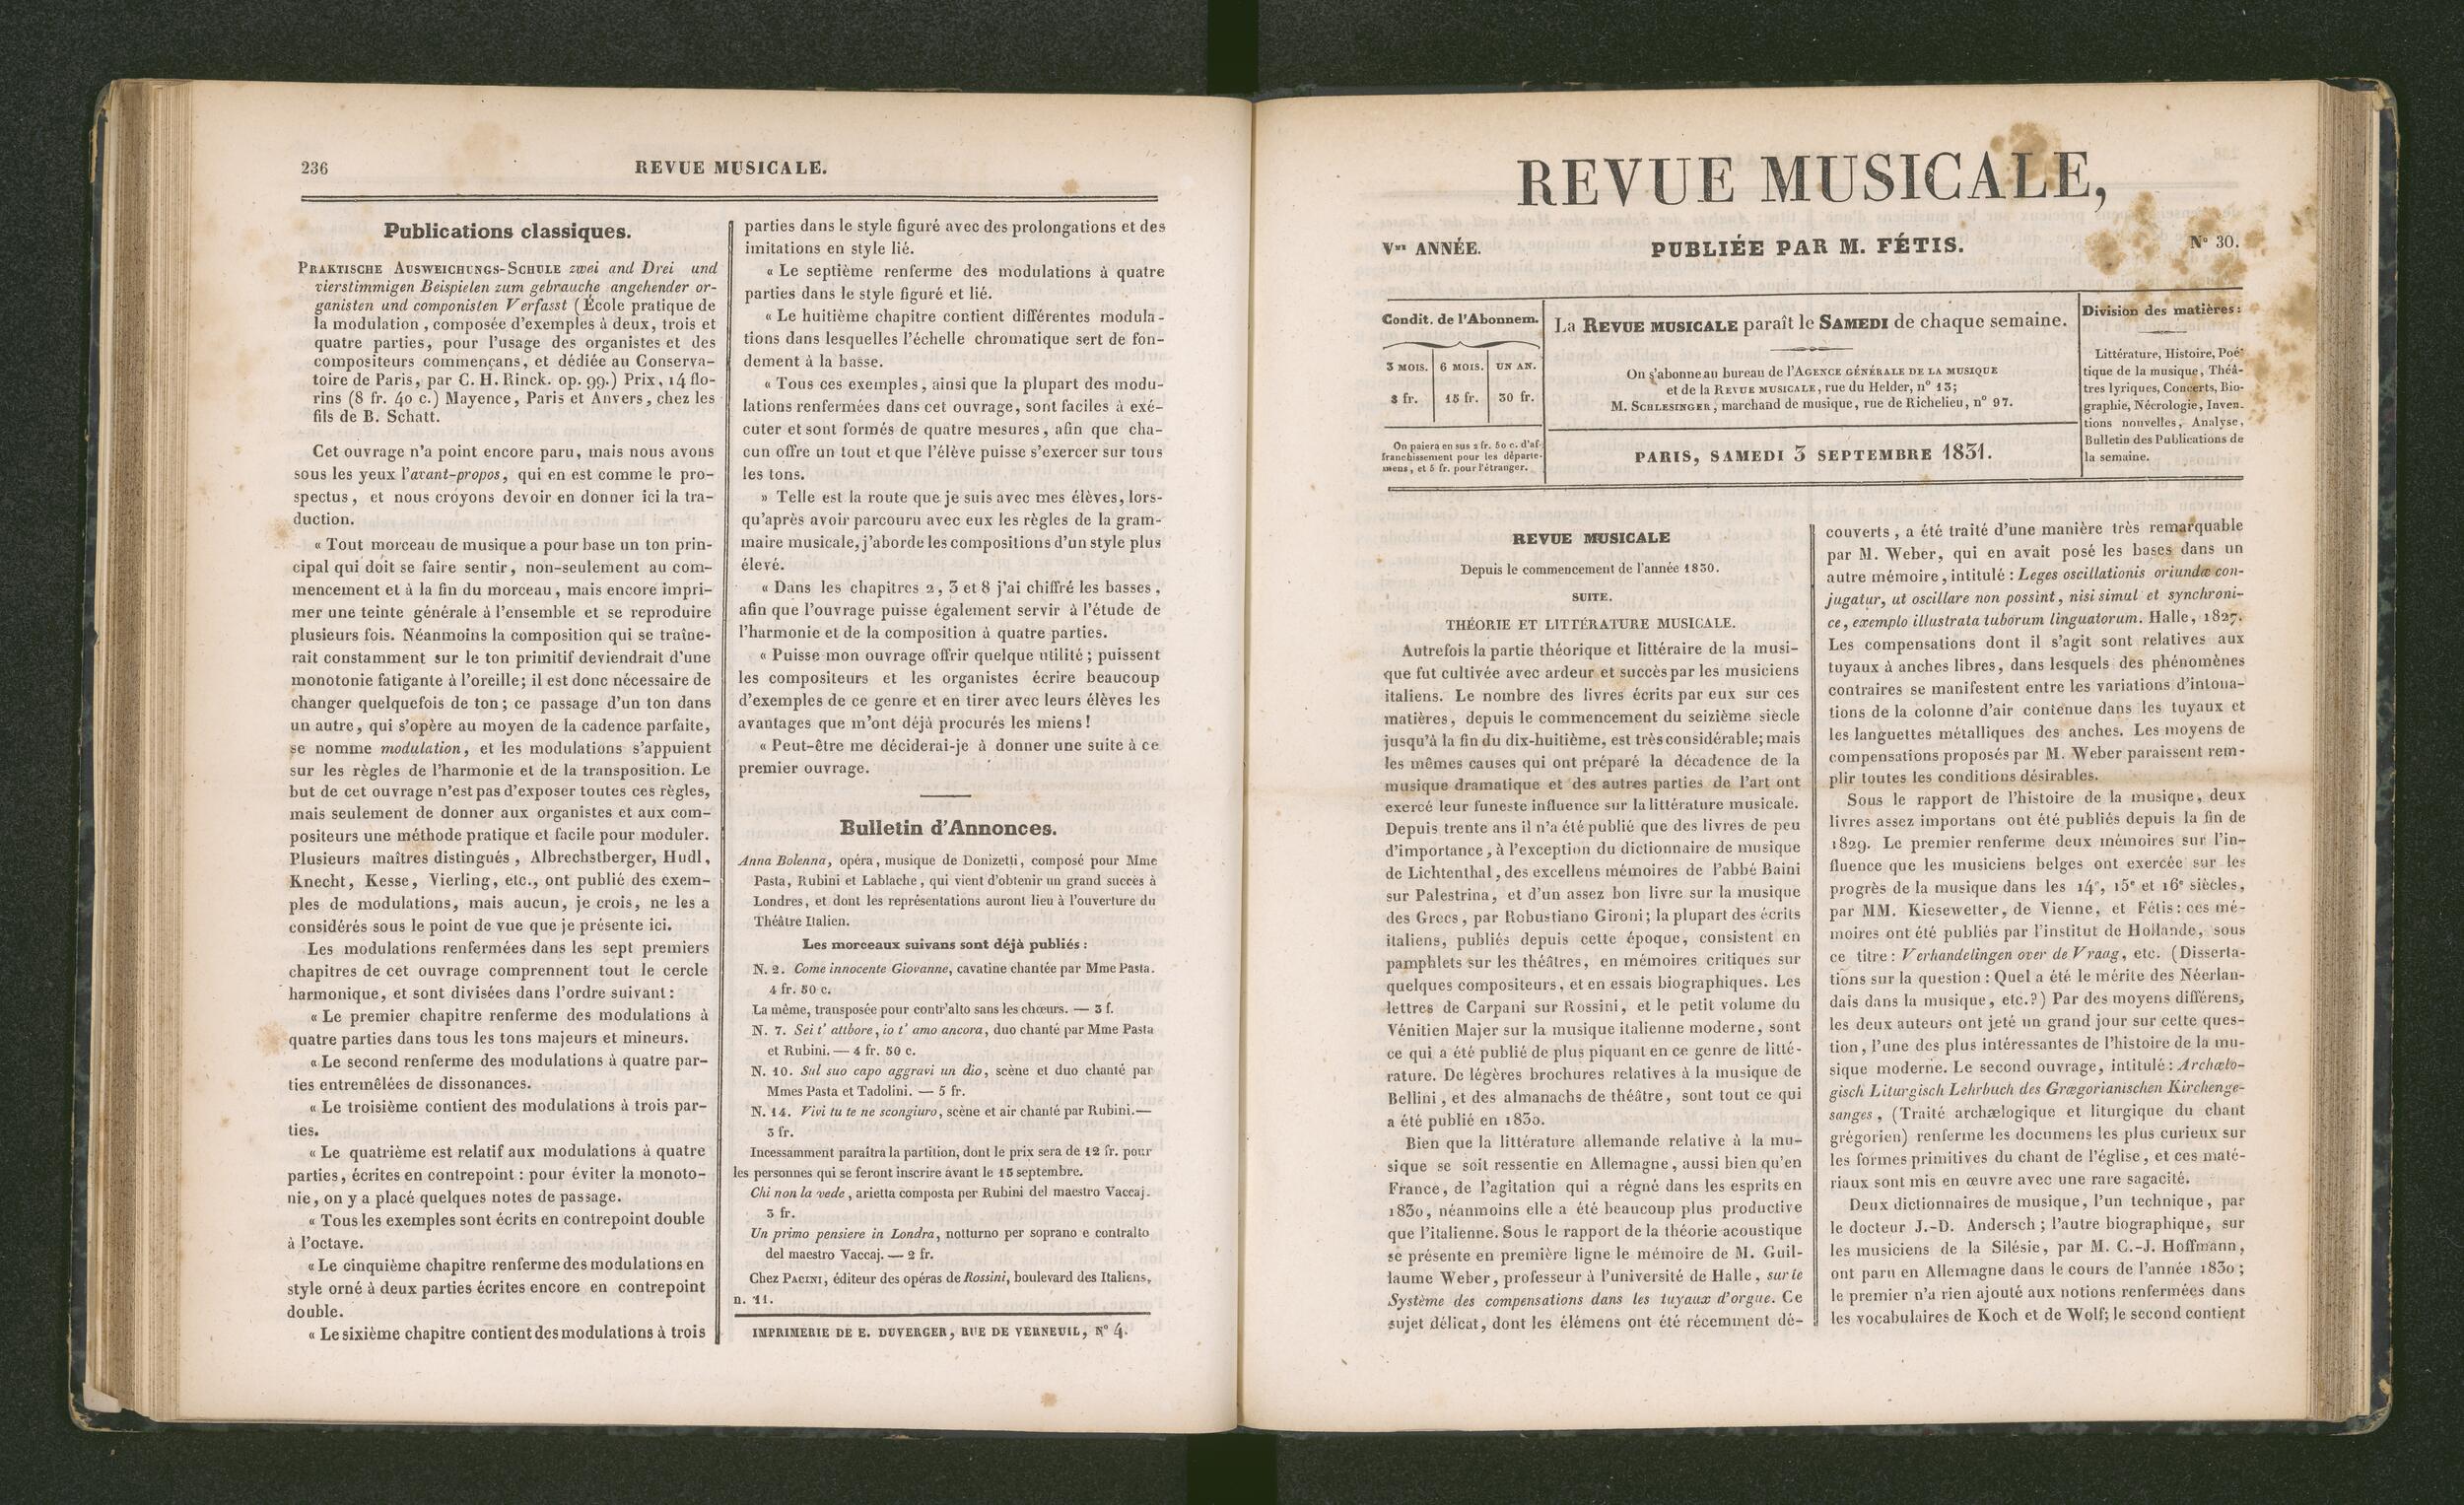 236
REVUE MUSICALE.
Publications classiques.
PRAKTISCHE AUSWEICHUNGS-SCHULE zwei and Drei und
vierstimmigen Beispielen zum gebrauche angehender or-
ganisten und componisten Verfasst (École pratique de
la modulation, composée d'exemples à deux, trois et
quatre parties, pour l'usage des organistes et des
compositeurs commençans, et dédiée au Conserva-
toire de Paris, par C. H. Rinck. op. 99.) Prix, 14 flo-
rins (8 fr. 40 c.) Mayence, Paris et Anvers, chez les
fils de B. Schatt.
Cet ouvrage n'a point encore paru, mais nous avons
sous les yeux l'avant-propos, qui en est comme le pro-
spectus, et nous croyons devoir en donner ici la tra-
duction.
« Tout morceau de musique a pour base un ton prin-
cipal qui doit se faire sentir, non-seulement au com-
mencement et à la fin du morceau, mais encore impri-
mer une teinte générale à l'ensemble et se reproduire
plusieurs fois. Néanmoins la composition qui se traîne-
rait constamment sur le ton primitif deviendrait d'une
monotonie fatigante à l'oreille; il est donc nécessaire de
changer quelquefois de ton; ce passage d'un ton dans
un autre, qui s'opère au moyen de la cadence parfaite,
se nomme modulation, et les modulations s'appuient
sur les règles de l'harmonie et de la transposition. Le
but de cet ouvrage n'est pas d'exposer toutes ces règles,
mais seulement de donner aux organistes et aux com-
positeurs une méthode pratique et facile pour moduler.
Plusieurs maîtres distingués, Albrechstberger, Hudl,
Knecht, Kesse, Vierling, etc., ont publié des exem-
ples de modulations, mais aucun, je crois, ne les a
considérés sous le point de vue que je présente ici.
Les modulations renfermées dans les sept premiers
chapitres de cet ouvrage comprennent tout le cercle
harmonique, et sont divisées dans l'ordre suivant:
« Le premier chapitre renferme des modulations à
quatre parties dans tous les tons majeurs et mineurs.
« Le second renferme des modulations à quatre par-
ties entremêlées de dissonances.
« Le troisième contient des modulations à trois par-
ties.
« Le quatrième est relatif aux modulations à quatre
parties, écrites en contrepoint: pour éviter la monoto-
nie, on y a placé quelques notes de passage.
« Tous les exemples sont écrits en contrepoint double
à l'octave.
« Le cinquième chapitre renferme des modulations en
style orné à deux parties écrites encore en contrepoint
double.
« Le sixième chapitre contient des modulations à trois
parties dans le style figuré avec des prolongations et des
imitations en style lié.
« Le septième renferme des modulations à quatre
parties dans le style figuré et lié.
« Le huitième chapitre contient différentes modula-
tions dans lesquelles l'échelle chromatique sert de fon-
dement à la basse.
« Tous ces exemples, ainsi que la plupart des modu-
lations renfermées dans cet ouvrage, sont faciles à exé-
cuter et sont formés de quatre mesures, afin que cha-
cun offre un tout et que l'élève puisse s'exercer sur tous
les tons.
» Telle est la route que je suis avec mes élèves, lors-
qu'après avoir parcouru avec eux les règles de la gram-
maire musicale, j'aborde les compositions d'un style plus
élevé.
« Dans les chapitres 2, 3 et 8 j'ai chiffré les basses,
afin que l'ouvrage puisse également servir à l'étude de
l'harmonie et de la composition à quatre parties.
« Puisse mon ouvrage offrir quelque utilité; puissent
les compositeurs et les organistes écrire beaucoup
d'exemples de ce genre et en tirer avec leurs élèves les
avantages que m'ont déjà procurés les miens!
« Peut-être me déciderai-je à donner une suite à ce
premier ouvrage.
Bulletin d'Annonces.
Anna Bolenna, opéra, musique de Donizetti, composé pour Mme
Pasta, Rubini et Lablache, qui vient d'obtenir un grand succès à
Londres, et dont les représentations auront lieu à l'ouverture du
Théâtre Italien.
Les morceaux suivans sont déjà publiés:
N. 2. Come innocente Giovanne, cavatine chantée par Mme Pasta.
4 fr. 50 c.
La même, transposée pour contr'alto sans les chœurs. — 3 f.
N. 7. Sei t' attbore, io t' amo ancora, duo chanté par Mme Pasta
et Rubini. — 4 fr. 50 c.
N. 10. Sul suo capo aggravi un dio, scène et duo chanté par
Mmes Pasta et Tadolini. — 5 fr.
N. 14. Vivi tu te ne scongiuro, scène et air chanté par Rubini.—
3 fr.
Incessamment paraîtra la partition, dont le prix sera de 12 fr. pour
les personnes qui se feront inscrire avant le 15 septembre.
Chi non la vede, arietta composta per Rubini del maestro Vaccaj.
3 fr.
Un primo pensiere in Londra, notturno per soprano e contralto
del maestro Vaccaj. — 2 fr.
Chez PACINI, éditeur des opéras de Rossini, boulevard des Italiens,
n. 11.
IMPRIMERIE DE E. DUVERGER, RUE DE VERNEUIL, N° 4.
REVUE MUSICALE,
Vme ANNÉE.
PUBLIÉE PAR M. FÉTIS.
N° 30.
Condit. de l'Abonnem.
3 MOIS. 6 MOIS. UN AN.
8 fr. 15 fr. 30 fr.
On paiera en sus 2 fr. 50 c. d'af-
franchissement pour les départe-
mens, et 5 fr. pour l'étranger.
La REVUE MUSICALE paraît le SAMEDI de chaque semaine.
On s'abonne au bureau de l'AGENCE GÉNÉRALE DE LA MUSIQUE
et de la REVUE MUSICALE, rue du Helder, n° 13;
M. SCHLESINGER, marchand de musique, rue de Richelieu, n° 97.
PARIS, SAMEDI 3 SEPTEMBRE 1831.
Division des matières:
Littérature, Histoire, Poé-
tique de la musique, Théâ-
tres lyriques, Concerts, Bio-
graphie, Nécrologie, Inven-
tions nouvelles, Analyse,
Bulletin des Publications de
la semaine.
REVUE MUSICALE
Depuis le commencement de l'année 1830.
SUITE.
THÉORIE ET LITTÉRATURE MUSICALE.
Autrefois la partie théorique et littéraire de la musi-
que fut cultivée avec ardeur et succès par les musiciens
italiens. Le nombre des livres écrits par eux sur ces
matières, depuis le commencement du seizième siècle
jusqu'à la fin du dix-huitième, est très considérable; mais
les mêmes causes qui ont préparé la décadence de la
musique dramatique et des autres parties de l'art ont
exercé leur funeste influence sur la littérature musicale.
Depuis trente ans il n'a été publié que des livres de peu
d'importance, à l'exception du dictionnaire de musique
de Lichtenthal, des excellens mémoires de l'abbé Baini
sur Palestrina, et d'un assez bon livre sur la musique
des Grecs, par Robustiano Gironi; la plupart des écrits
italiens, publiés depuis cette époque, consistent en
pamphlets sur les théâtres, en mémoires critiques sur
quelques compositeurs, et en essais biographiques. Les
lettres de Carpani sur Rossini, et le petit volume du
Vénitien Majer sur la musique italienne moderne, sont
ce qui a été publié de plus piquant en ce genre de litté-
rature. De légères brochures relatives à la musique de
Bellini, et des almanachs de théâtre, sont tout ce qui
a été publié en 1830.
Bien que la littérature allemande relative à la mu-
sique se soit ressentie en Allemagne, aussi bien qu'en
France, de l'agitation qui a régné dans les esprits en
1830, néanmoins elle a été beaucoup plus productive
que l'italienne. Sous le rapport de la théorie acoustique
se présente en première ligne le mémoire de M. Guil-
laume Weber, professeur à l'université de Halle, sur le
Système des compensations dans les tuyaux d'orgue. Ce
sujet délicat, dont les élémens ont été récemment dé-
couverts, a été traité d'une manière très remarquable
par M. Weber, qui en avait posé les bases dans un
autre mémoire, intitulé: Leges oscillationis oriundæ con-
jugatur, ut oscillare non possint, nisi simul et synchroni-
ce, exemplo illustrata tuborum linguatorum. Halle, 1827.
Les compensations dont il s'agit sont relatives aux
tuyaux à anches libres, dans lesquels des phénomènes
contraires se manifestent entre les variations d'intona-
tions de la colonne d'air contenue dans les tuyaux et
les languettes métalliques des anches. Les moyens de
compensations proposés par M. Weber paraissent rem-
plir toutes les conditions désirables.
Sous le rapport de l'histoire de la musique, deux
livres assez importans ont été publiés depuis la fin de
1829. Le premier renferme deux mémoires sur l'in-
fluence que les musiciens belges ont exercée sur les
progrès de la musique dans les 14e, 15e et 16e siècles,
par MM. Kiesewetter, de Vienne, et Fétis: ces mé-
moires ont été publiés par l'institut de Hollande, sous
ce titre: Verhandelingen over de Vraag, etc. (Disserta-
tions sur la question: Quel a été le mérite des Néerlan-
dais dans la musique, etc.?) Par des moyens différens,
les deux auteurs ont jeté un grand jour sur cette ques-
tion, l'une des plus intéressantes de l'histoire de la mu-
sique moderne. Le second ouvrage, intitulé: Archælo-
gisch Liturgisch Lehrbuch des Grægorianischen Kirchenge-
sanges, (Traité archælogique et liturgique du chant
grégorien) renferme les documens les plus curieux sur
les formes primitives du chant de l'église, et ces maté-
riaux sont mis en œuvre avec une rare sagacité.
Deux dictionnaires de musique, l'un technique, par
le docteur J.-D. Andersch; l'autre biographique, sur
les musiciens de la Silésie, par M. C.-J. Hoffmann,
ont paru en Allemagne dans le cours de l'année 1830;
le premier n'a rien ajouté aux notions renfermées dans
les vocabulaires de Koch et de Wolf; le second contient